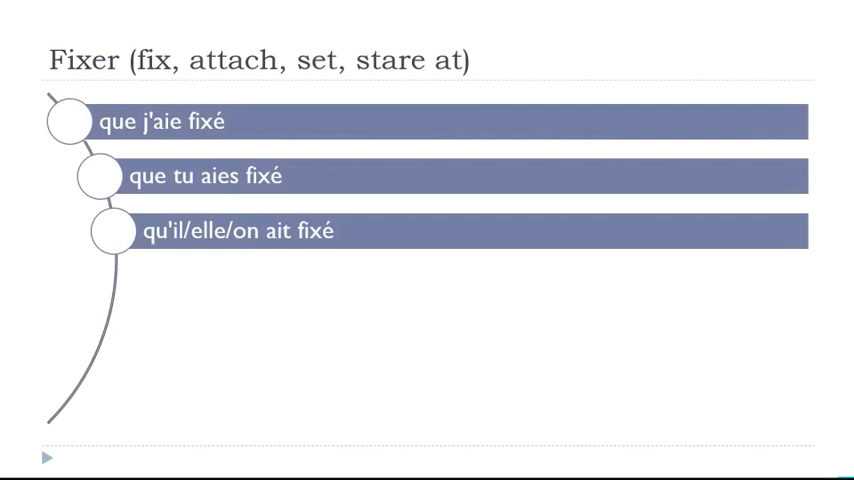 Fixer (fix, attach, set, stare at)
que j'aie fixé
que tu aies fixé
qu'il/elle/on ait fixé